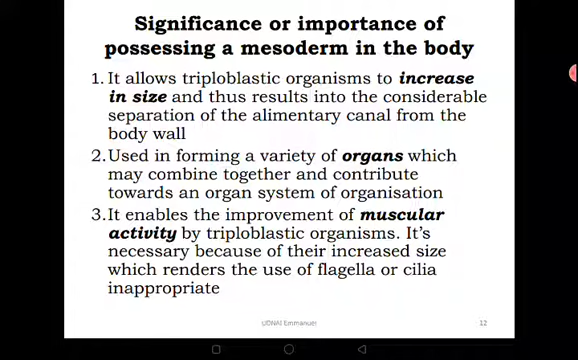 Significance or importance of
possessing a mesoderm in the body
1. It allows triploblastic organisms to increase
in size and thus results into the considerable
separation of the alimentary canal from the
body wall
2. Used in forming a variety of organs which
may combine together and contribute
towards an organ system of organisation
3. It enables the improvement of muscular
activity by triploblastic organisms. It's
necessary because of their increased size
which renders the use of flagella or cilia
inappropriate
Emmanuel 12